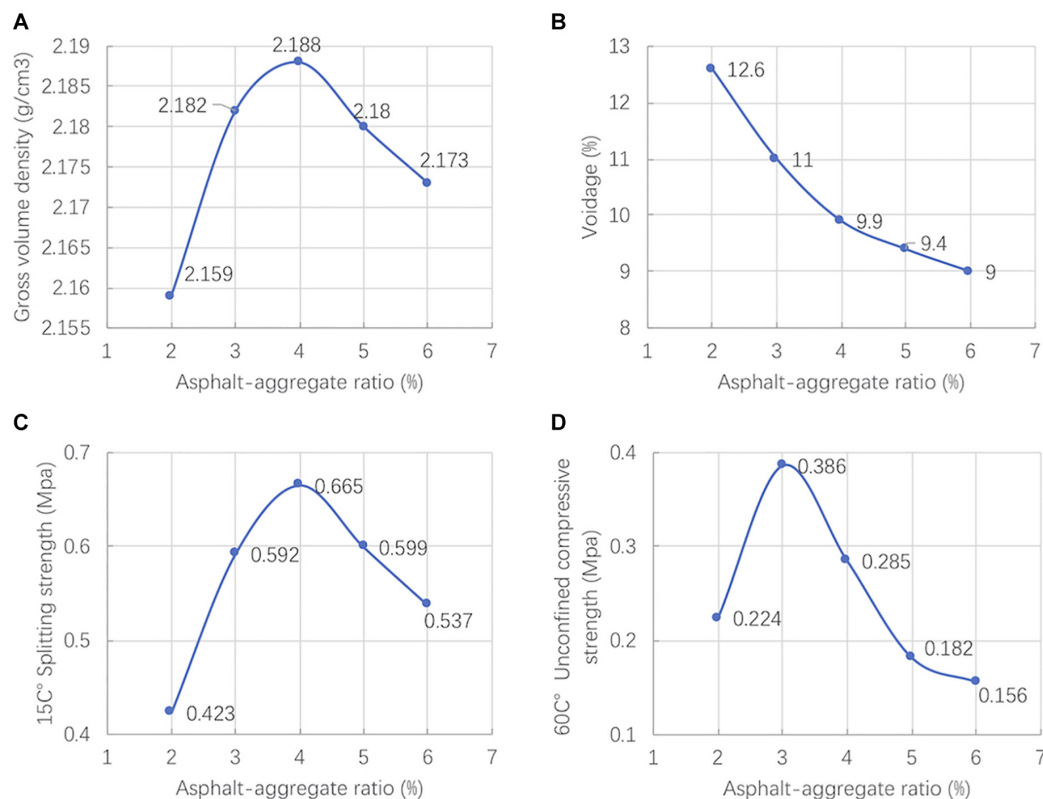 A
Gross volume density (g/cm3)
2.19
2.185
2.18
2.175
2.17
2.165
2.16
2.155
2.159
2.182
2.188
2.18
2.173
1 2 3 4 5 6 7
Asphalt-aggregate ratio (%)
B
Voidage (%)
13
12
11
10
9
8
12.6
11
9.9
9.4
9
1 2 3 4 5 6 7
Asphalt-aggregate ratio (%)
C
15C° Splitting strength (Mpa)
0.7
0.6
0.5
0.4
0.423
0.592
0.665
0.599
0.537
1 2 3 4 5 6 7
Asphalt-aggregate ratio (%)
D
60C° Unconfined compressive
strength (Mpa)
0.4
0.3
0.2
0.1
0.224
0.386
0.285
0.182
0.156
1 2 3 4 5 6 7
Asphalt-aggregate ratio (%)